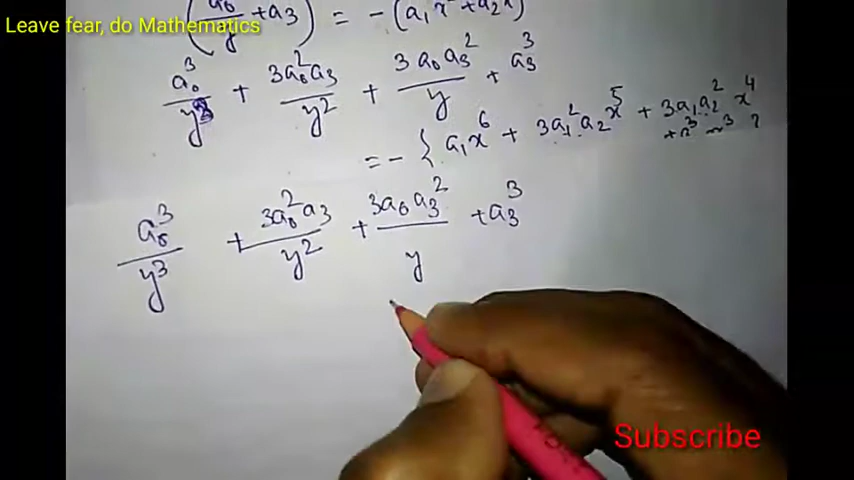 Leave fear, do Mathematics
(a₀/y + a₃) = -(a₁x² + a₂x)
a₀³/y³ + 3a₀²a₃/y² + 3a₀a₃²/y + a₃³
= - { a₁x⁶ + 3a₁²a₂x⁵ + 3a₁a₂²x⁴
a₀³/y³ + 3a₀²a₃/y² + 3a₀a₃²/y + a₃³
Subscribe